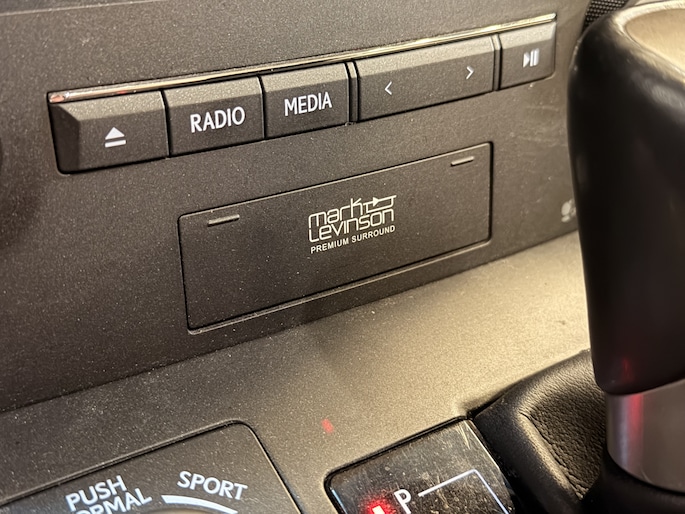 RADIO
MEDIA
mark
Levinson
PREMIUM SURROUND
PUSH
SPORT
P